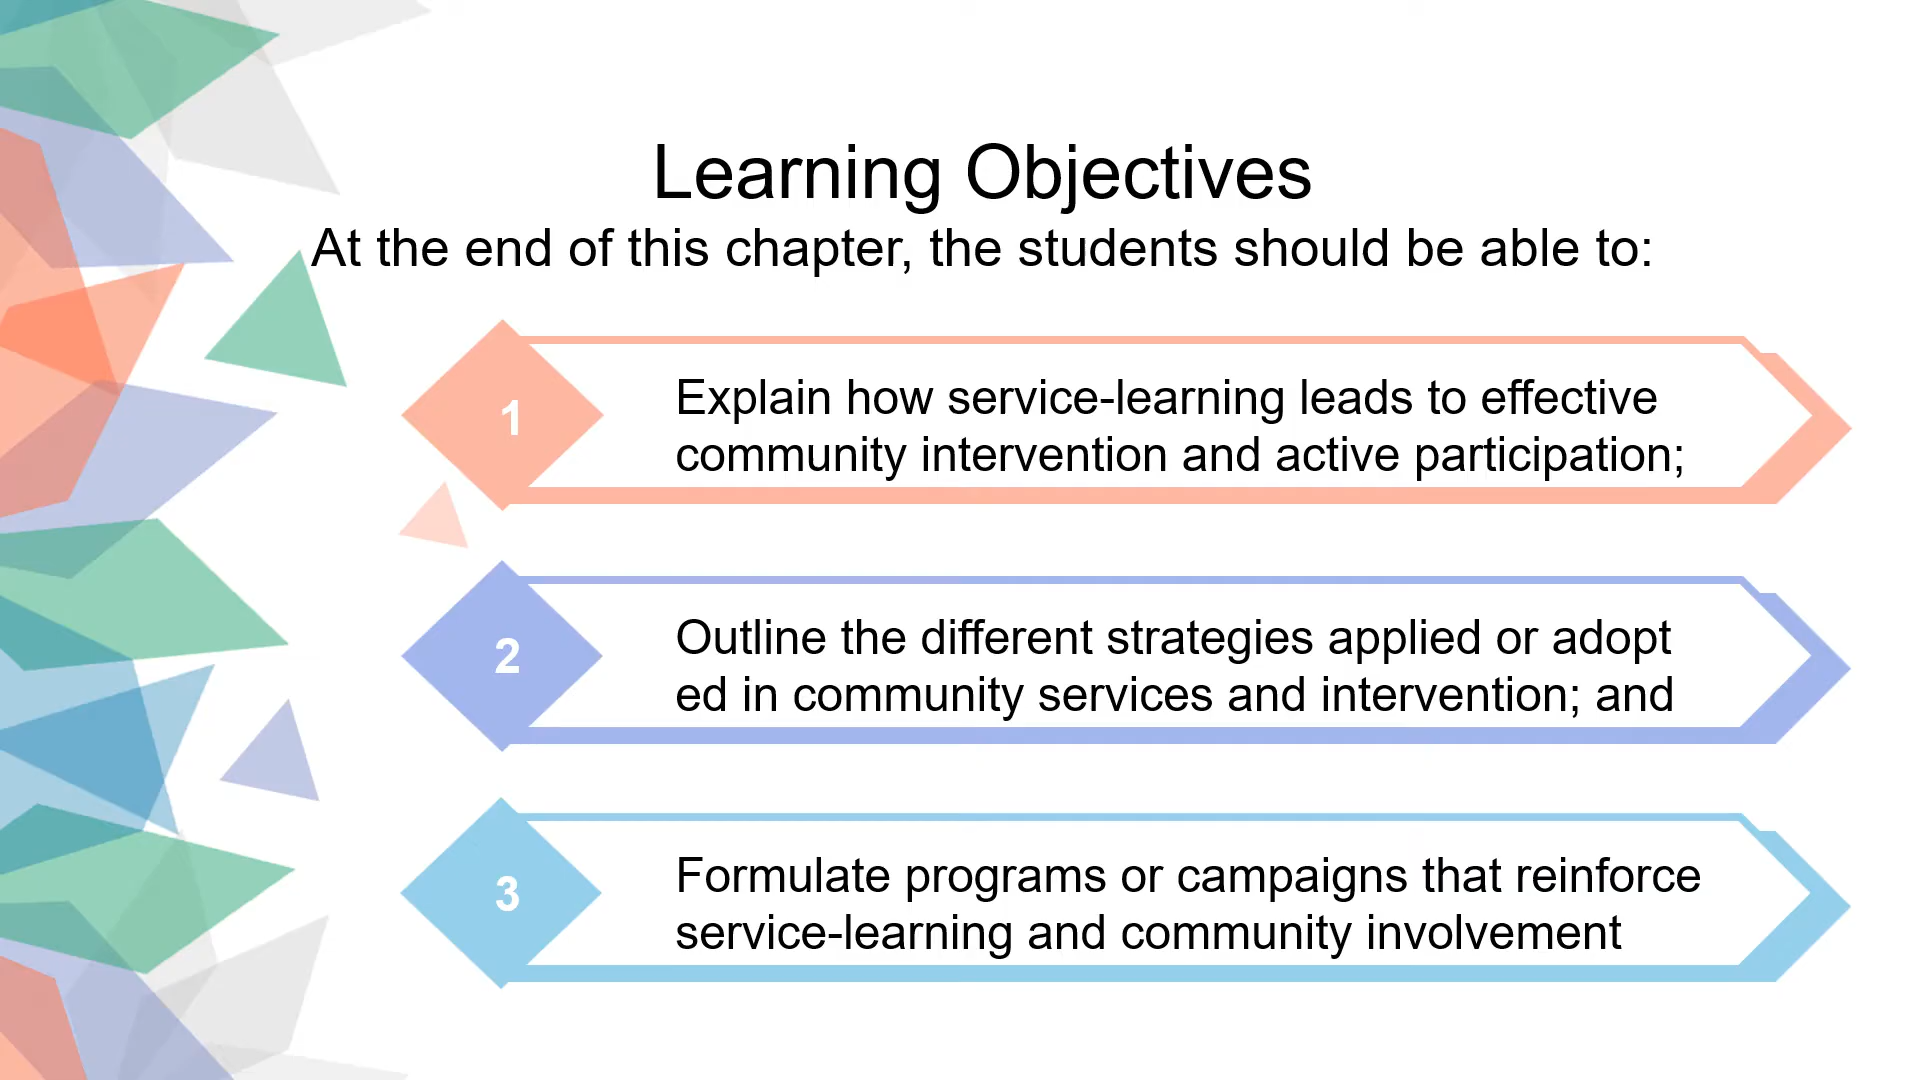 Learning Objectives
At the end of this chapter, the students should be able to:
1
Explain how service-learning leads to effective
community intervention and active participation;
2
Outline the different strategies applied or adopt
ed in community services and intervention; and
3
Formulate programs or campaigns that reinforce
service-learning and community involvement